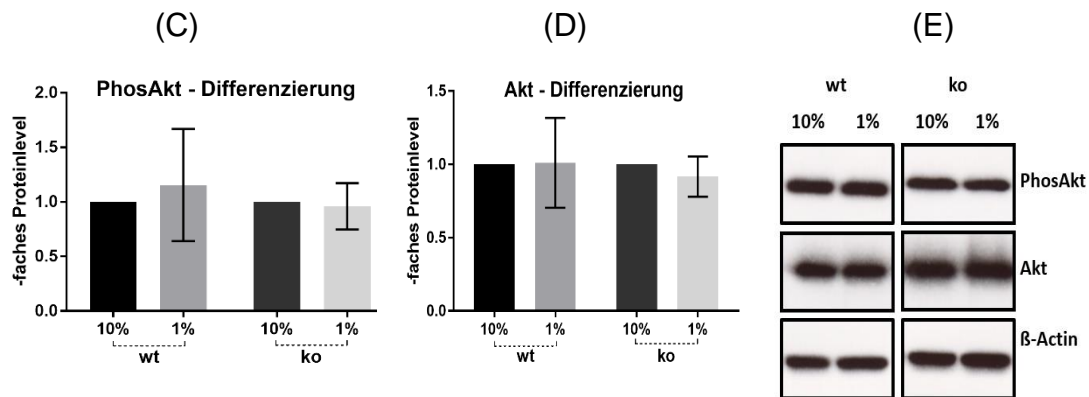 (C)
PhosAkt - Differenzierung
-faches Proteinlevel
2.0
1.5
1.0
0.5
0.0
10% 1% 10% 1%
wt ko
(D)
Akt - Differenzierung
-faches Proteinlevel
1.5
1.0
0.5
0.0
10% 1% 10% 1%
wt ko
(E)
wt ko
10% 1% 10% 1%
PhosAkt
Akt
ß-Actin